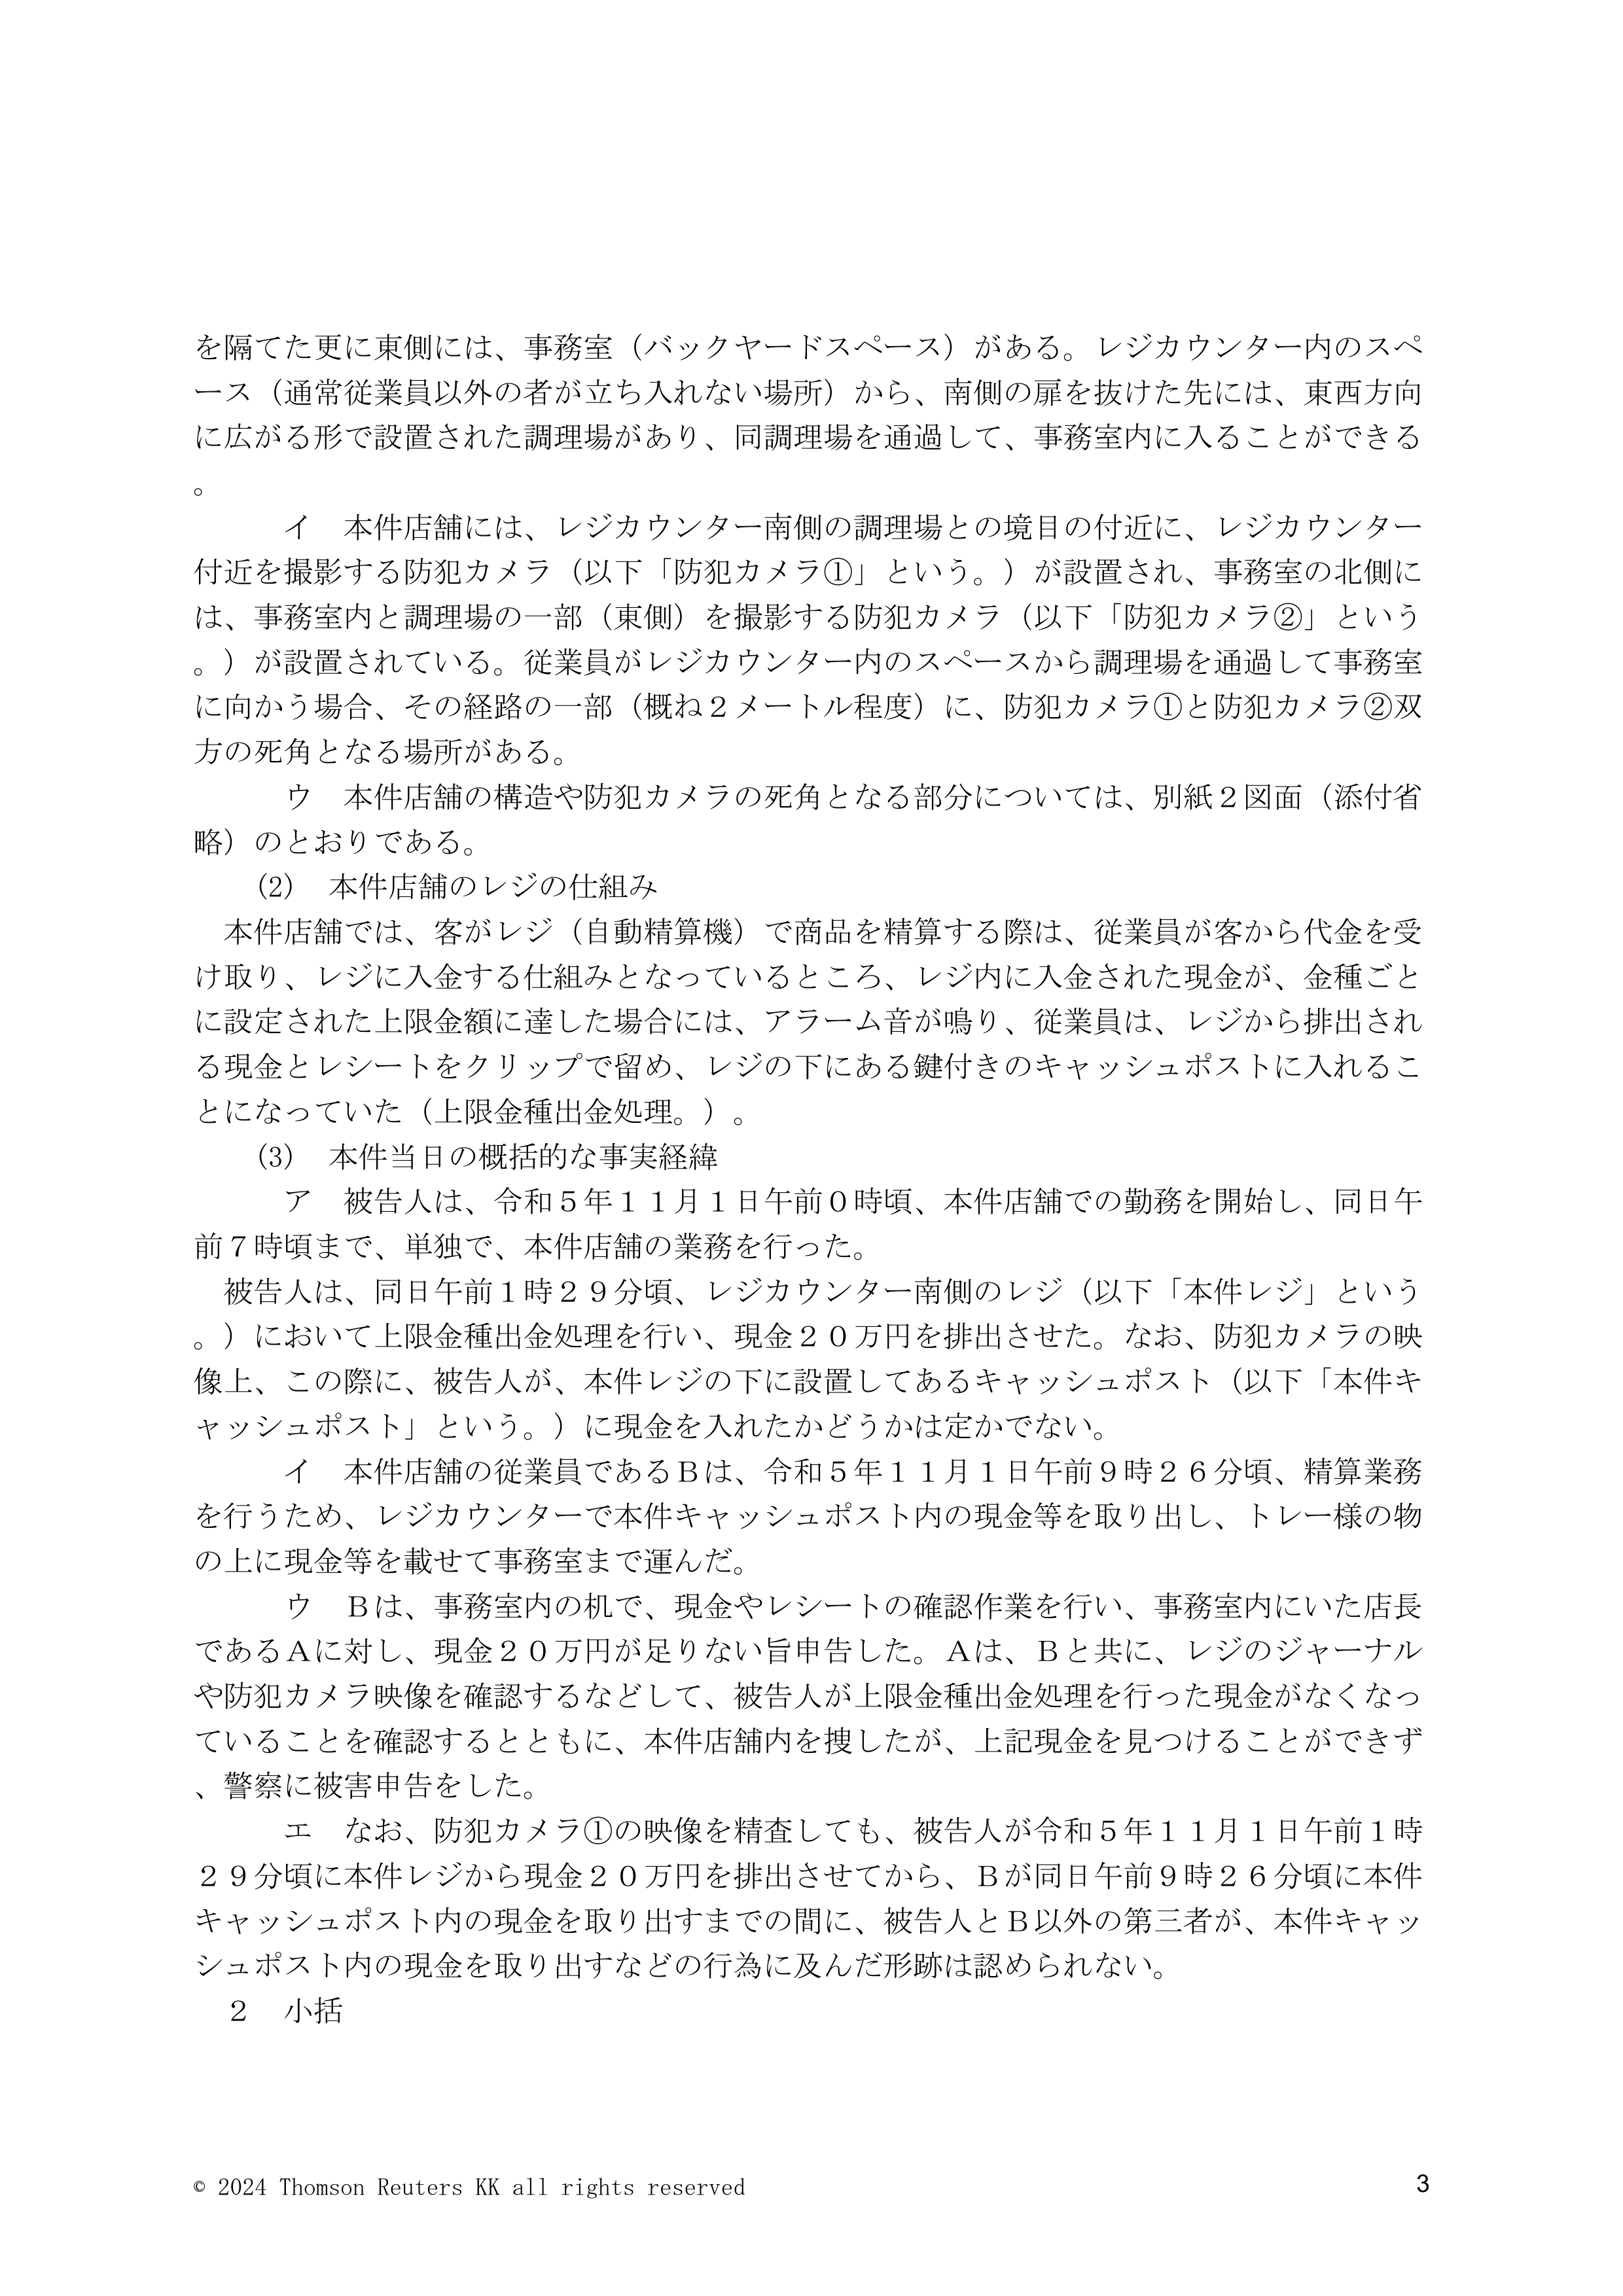 を隔てた更に東側には、事務室（バックヤードスペース）がある。レジカウンター内のスペ
ース（通常従業員以外の者が立ち入れない場所）から、南側の扉を抜けた先には、東西方向
に広がる形で設置された調理場があり、同調理場を通過して、事務室内に入ることができる
。
イ　本件店舗には、レジカウンター南側の調理場との境目の付近に、レジカウンター
付近を撮影する防犯カメラ（以下「防犯カメラ①」という。）が設置され、事務室の北側に
は、事務室内と調理場の一部（東側）を撮影する防犯カメラ（以下「防犯カメラ②」という
。）が設置されている。従業員がレジカウンター内のスペースから調理場を通過して事務室
に向かう場合、その経路の一部（概ね２メートル程度）に、防犯カメラ①と防犯カメラ②双
方の死角となる場所がある。
ウ　本件店舗の構造や防犯カメラの死角となる部分については、別紙２図面（添付省
略）のとおりである。
(2)　本件店舗のレジの仕組み
本件店舗では、客がレジ（自動精算機）で商品を精算する際は、従業員が客から代金を受
け取り、レジに入金する仕組みとなっているところ、レジ内に入金された現金が、金種ごと
に設定された上限金額に達した場合には、アラーム音が鳴り、従業員は、レジから排出され
る現金とレシートをクリップで留め、レジの下にある鍵付きのキャッシュポストに入れるこ
とになっていた（上限金種出金処理。）。
(3)　本件当日の概括的な事実経緯
ア　被告人は、令和５年１１月１日午前０時頃、本件店舗での勤務を開始し、同日午
前７時頃まで、単独で、本件店舗の業務を行った。
被告人は、同日午前１時２９分頃、レジカウンター南側のレジ（以下「本件レジ」という
。）において上限金種出金処理を行い、現金２０万円を排出させた。なお、防犯カメラの映
像上、この際に、被告人が、本件レジの下に設置してあるキャッシュポスト（以下「本件キ
ャッシュポスト」という。）に現金を入れたかどうかは定かでない。
イ　本件店舗の従業員であるＢは、令和５年１１月１日午前９時２６分頃、精算業務
を行うため、レジカウンターで本件キャッシュポスト内の現金等を取り出し、トレー様の物
の上に現金等を載せて事務室まで運んだ。
ウ　Ｂは、事務室内の机で、現金やレシートの確認作業を行い、事務室内にいた店長
であるＡに対し、現金２０万円が足りない旨申告した。Ａは、Ｂと共に、レジのジャーナル
や防犯カメラ映像を確認するなどして、被告人が上限金種出金処理を行った現金がなくなっ
ていることを確認するとともに、本件店舗内を捜したが、上記現金を見つけることができず
、警察に被害申告をした。
エ　なお、防犯カメラ①の映像を精査しても、被告人が令和５年１１月１日午前１時
２９分頃に本件レジから現金２０万円を排出させてから、Ｂが同日午前９時２６分頃に本件
キャッシュポスト内の現金を取り出すまでの間に、被告人とＢ以外の第三者が、本件キャッ
シュポスト内の現金を取り出すなどの行為に及んだ形跡は認められない。
２　小括
© 2024 Thomson Reuters KK all rights reserved
3